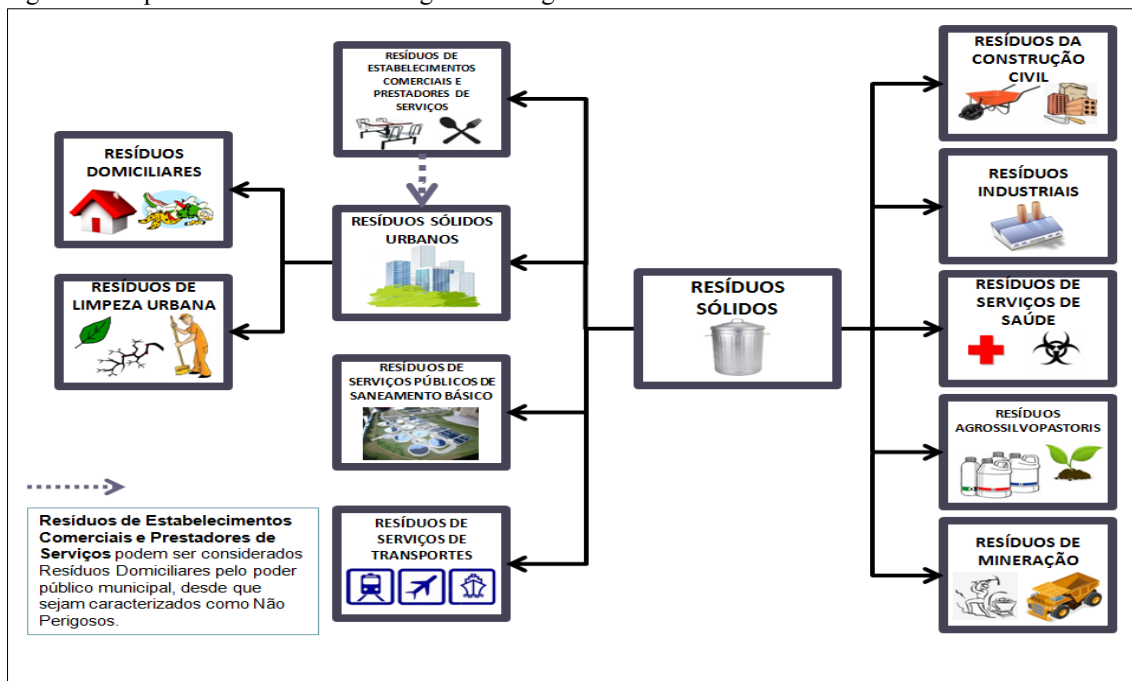 RESÍDUOS DE
ESTABELECIMENTOS
COMERCIAIS E
PRESTADORES DE
SERVIÇOS
RESÍDUOS
DOMICILIARES
RESÍDUOS SÓLIDOS
URBANOS
RESÍDUOS DE
LIMPEZA URBANA
RESÍDUOS DE
SERVIÇOS PÚBLICOS DE
SANEAMENTO BÁSICO
RESÍDUOS DE
SERVIÇOS DE
TRANSPORTES
RESÍDUOS
SÓLIDOS
RESÍDUOS DA
CONSTRUÇÃO
CIVIL
RESÍDUOS
INDUSTRIAIS
RESÍDUOS DE
SERVIÇOS DE
SAÚDE
RESÍDUOS
AGROSSILVOPASTORIS
RESÍDUOS DE
MINERAÇÃO
Resíduos de Estabelecimentos
Comerciais e Prestadores de
Serviços podem ser considerados
Resíduos Domiciliares pelo poder
público municipal, desde que
sejam caracterizados como Não
Perigosos.